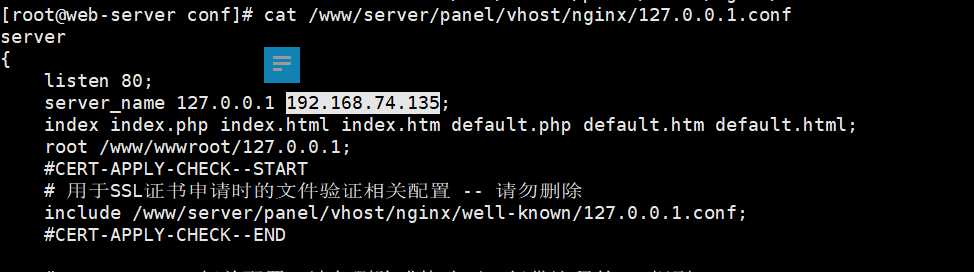 [root@web-server conf]# cat /www/server/panel/vhost/nginx/127.0.0.1.conf
server
{
    listen 80;
    server_name 127.0.0.1 192.168.74.135;
    index index.php index.html index.htm default.php default.htm default.html;
    root /www/wwwroot/127.0.0.1;
    #CERT-APPLY-CHECK--START
    # 用于SSL证书申请时的文件验证相关配置 -- 请勿删除
    include /www/server/panel/vhost/nginx/well-known/127.0.0.1.conf;
    #CERT-APPLY-CHECK--END